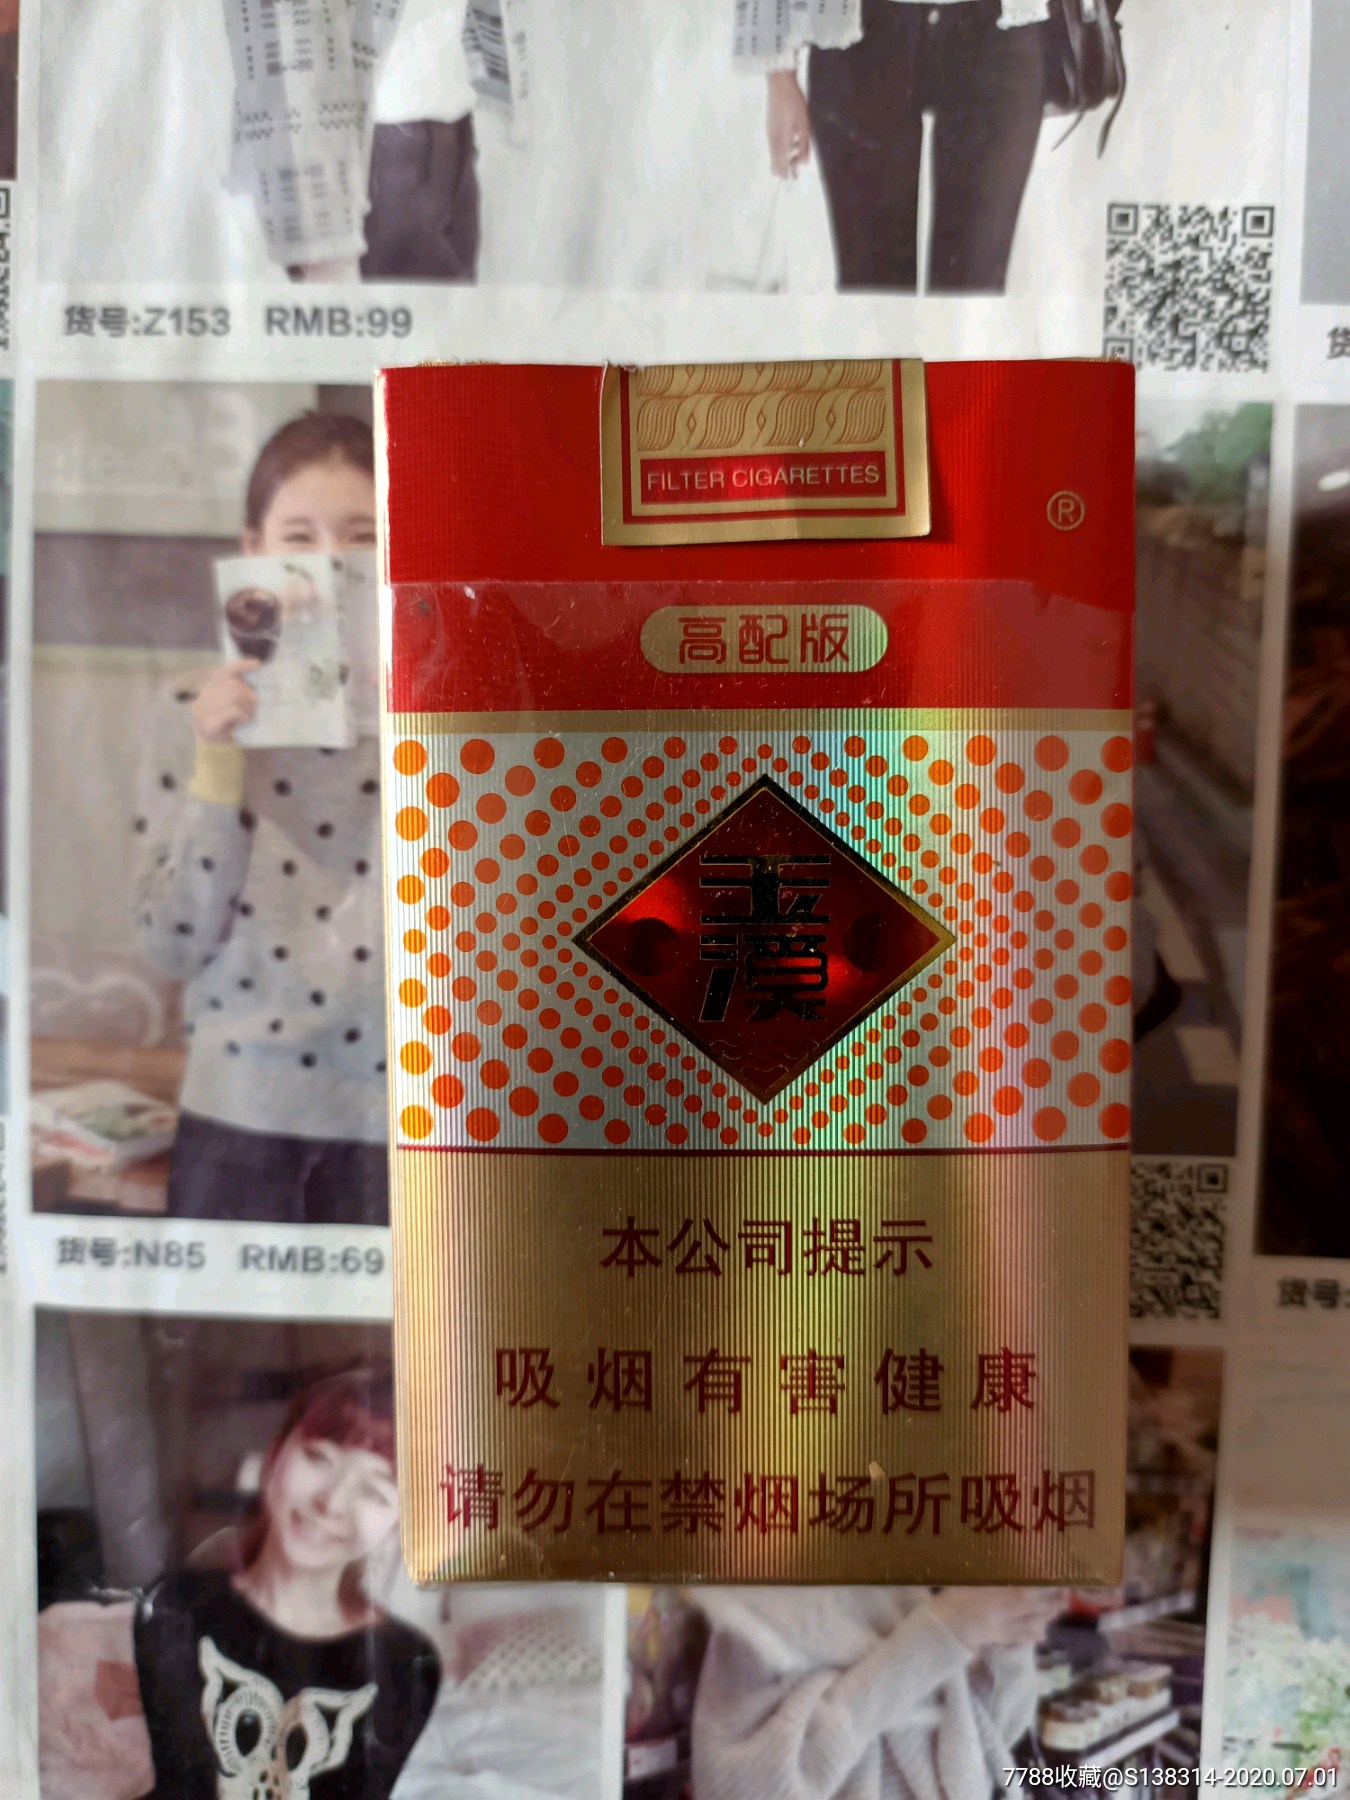 货号:Z153 RMB:99
FILTER CIGARETTES
®
高配版
玉溪
本公司提示
货号:N85 RMB:69
货号:
吸烟有害健康
请勿在禁烟场所吸烟
7788收藏@S138314-2020.07.01